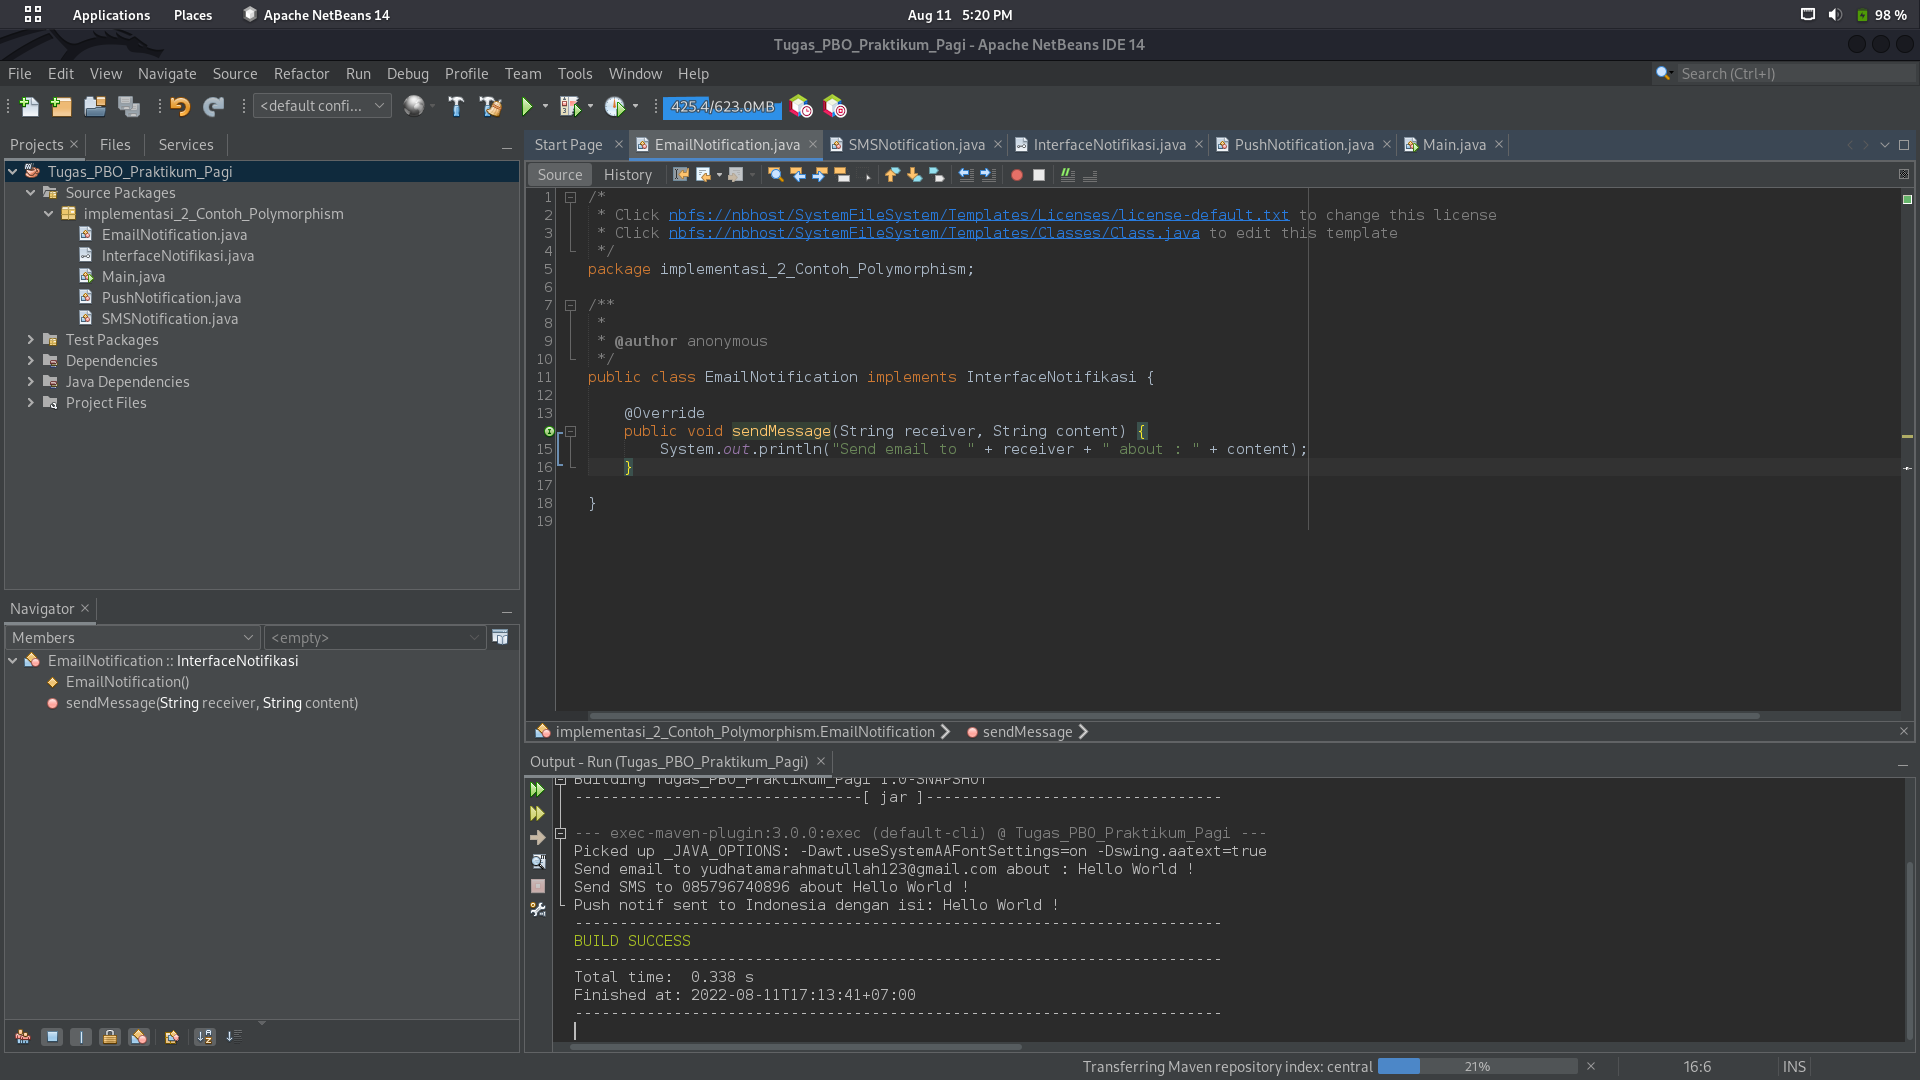 Applications Places Apache NetBeans 14 Aug 11 5:20 PM 98 %
Tugas_PBO_Praktikum_Pagi - Apache NetBeans IDE 14
File Edit View Navigate Source Refactor Run Debug Profile Team Tools Window Help Search (Ctrl+I)
<default confi... 425.4/623.0MB
Projects Files Services
Tugas_PBO_Praktikum_Pagi
Source Packages
implementasi_2_Contoh_Polymorphism
EmailNotification.java
InterfaceNotifikasi.java
Main.java
PushNotification.java
SMSNotification.java
Test Packages
Dependencies
Java Dependencies
Project Files
Navigator
Members <empty>
EmailNotification :: InterfaceNotifikasi
EmailNotification()
sendMessage(String receiver, String content)
Start Page EmailNotification.java SMSNotification.java InterfaceNotifikasi.java PushNotification.java Main.java
Source History
1 /*
2 * Click nbfs://nbhost/SystemFileSystem/Templates/Licenses/license-default.txt to change this license
3 * Click nbfs://nbhost/SystemFileSystem/Templates/Classes/Class.java to edit this template
4 */
5 package implementasi_2_Contoh_Polymorphism;
6
7 /**
8 *
9 * @author anonymous
10 */
11 public class EmailNotification implements InterfaceNotifikasi {
12
13 @Override
public void sendMessage(String receiver, String content) {
15 System.out.println("Send email to " + receiver + " about : " + content);
16 }
17
18 }
19
implementasi_2_Contoh_Polymorphism.EmailNotification sendMessage
Output - Run (Tugas_PBO_Praktikum_Pagi)
Building Tugas_PBO_Praktikum_Pagi 1.0-SNAPSHOT
--------------------------------[ jar ]---------------------------------
--- exec-maven-plugin:3.0.0:exec (default-cli) @ Tugas_PBO_Praktikum_Pagi ---
Picked up _JAVA_OPTIONS: -Dawt.useSystemAAFontSettings=on -Dswing.aatext=true
Send email to yudhatamarahmatullah123@gmail.com about : Hello World !
Send SMS to 085796740896 about Hello World !
Push notif sent to Indonesia dengan isi: Hello World !
------------------------------------------------------------------------
BUILD SUCCESS
------------------------------------------------------------------------
Total time:  0.338 s
Finished at: 2022-08-11T17:13:41+07:00
------------------------------------------------------------------------
Transferring Maven repository index: central 21% 16:6 INS